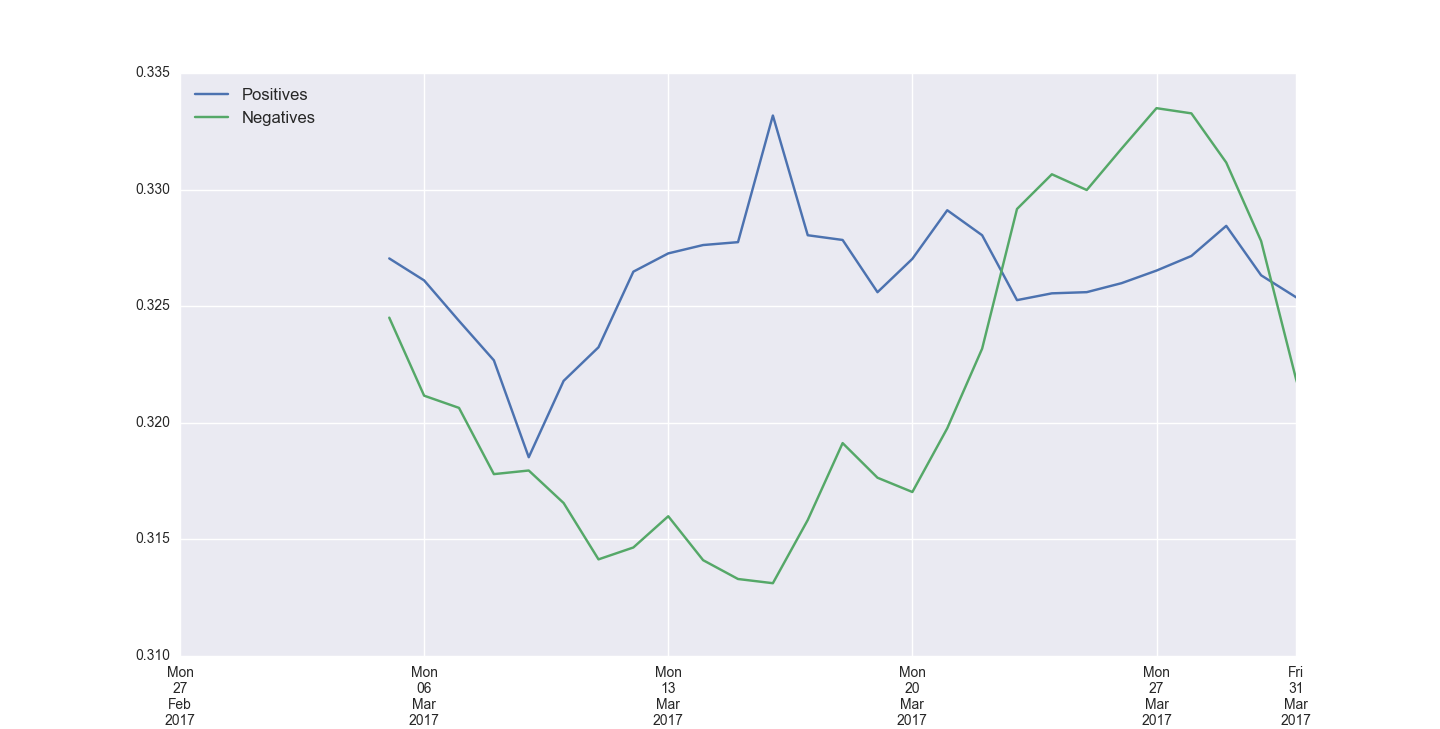 0.335
Positives
Negatives
0.330
0.325
0.320
0.315
0.310
Mon
27
Feb
2017
Mon
06
Mar
2017
Mon
13
Mar
2017
Mon
20
Mar
2017
Mon
27
Mar
2017
Fri
31
Mar
2017